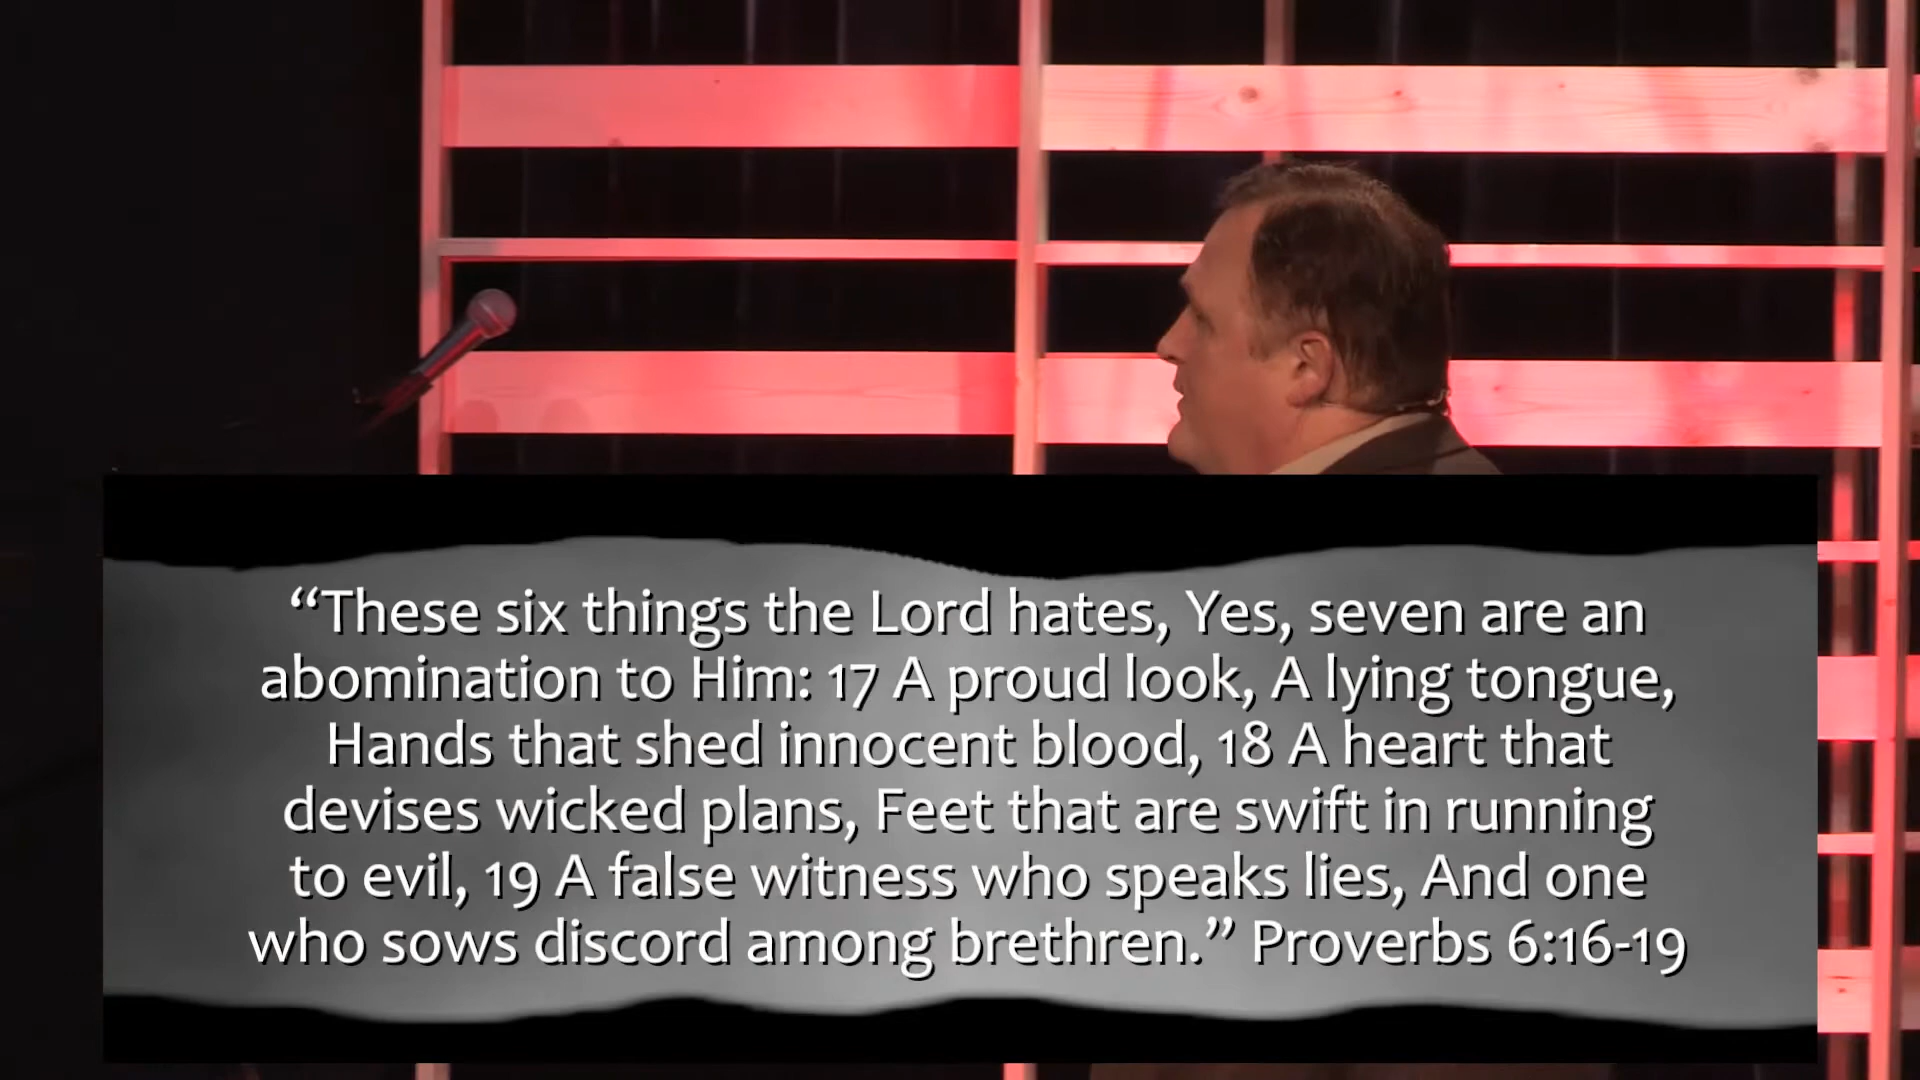 “These six things the Lord hates, Yes, seven are an
abomination to Him: 17 A proud look, A lying tongue,
Hands that shed innocent blood, 18 A heart that
devises wicked plans, Feet that are swift in running
to evil, 19 A false witness who speaks lies, And one
who sows discord among brethren.” Proverbs 6:16-19